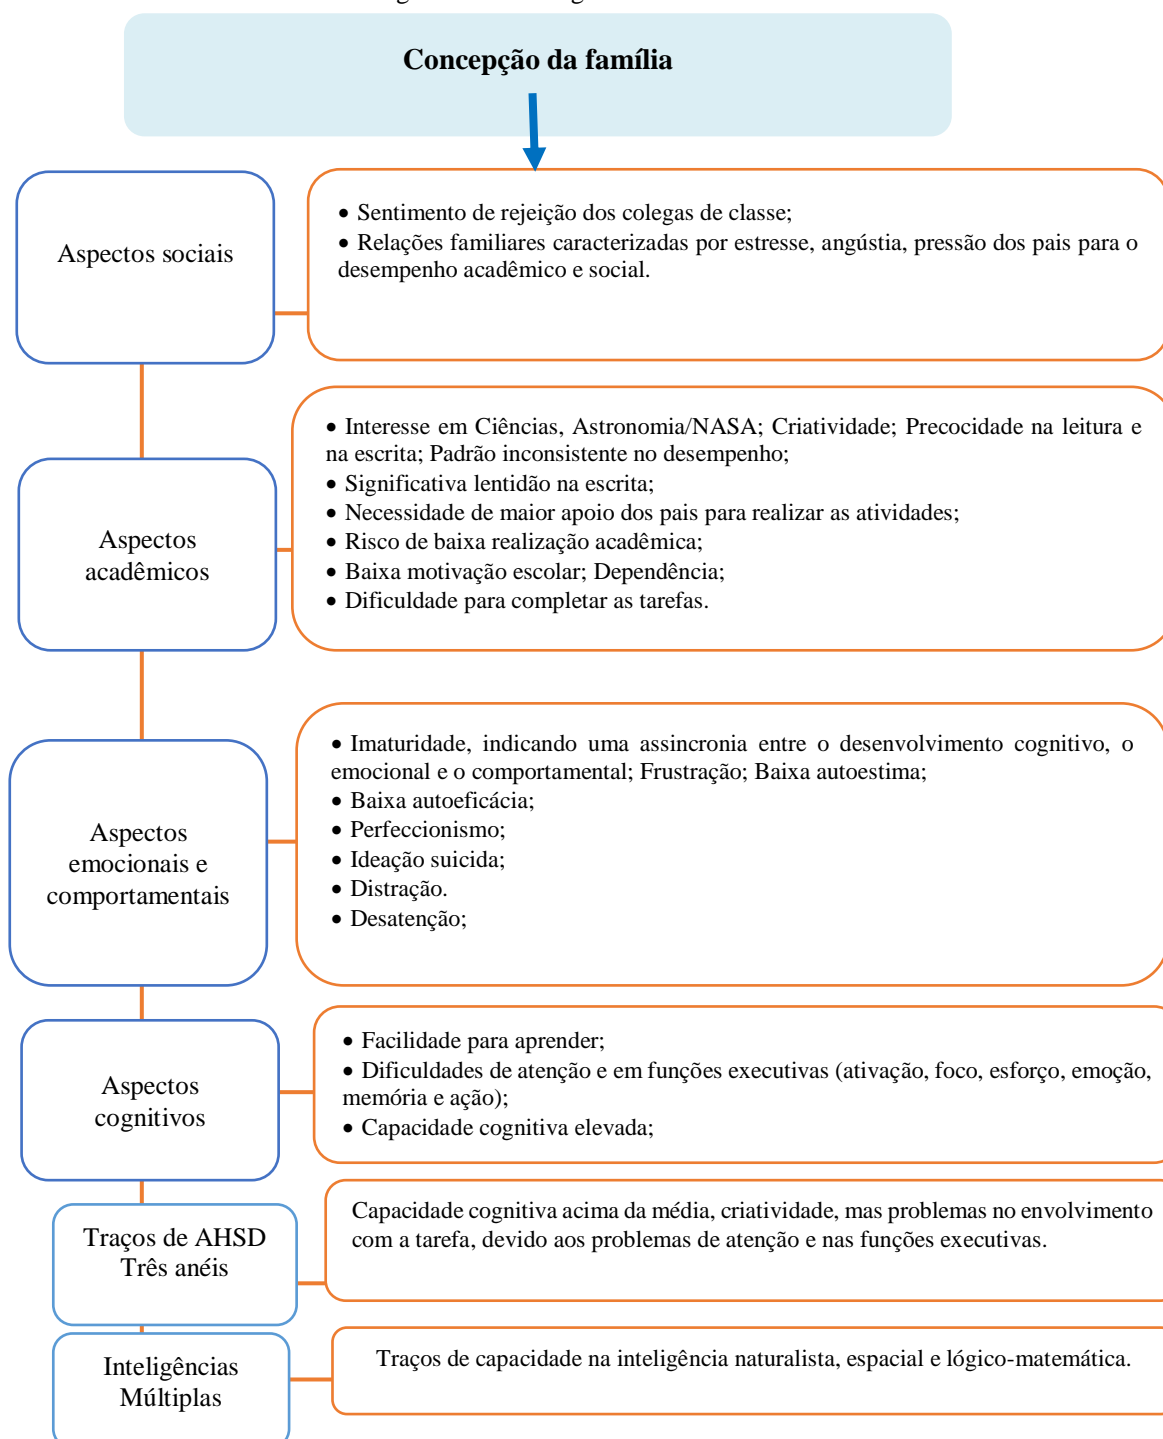 Concepção da família
Aspectos sociais
• Sentimento de rejeição dos colegas de classe;
• Relações familiares caracterizadas por estresse, angústia, pressão dos pais para o
desempenho acadêmico e social.
Aspectos
acadêmicos
• Interesse em Ciências, Astronomia/NASA; Criatividade; Precocidade na leitura e
na escrita; Padrão inconsistente no desempenho;
• Significativa lentidão na escrita;
• Necessidade de maior apoio dos pais para realizar as atividades;
• Risco de baixa realização acadêmica;
• Baixa motivação escolar; Dependência;
• Dificuldade para completar as tarefas.
Aspectos
emocionais e
comportamentais
• Imaturidade, indicando uma assincronia entre o desenvolvimento cognitivo, o
emocional e o comportamental; Frustração; Baixa autoestima;
• Baixa autoeficácia;
• Perfeccionismo;
• Ideação suicida;
• Distração.
• Desatenção;
Aspectos
cognitivos
• Facilidade para aprender;
• Dificuldades de atenção e em funções executivas (ativação, foco, esforço, emoção,
memória e ação);
• Capacidade cognitiva elevada;
Traços de AHSD
Três anéis
Capacidade cognitiva acima da média, criatividade, mas problemas no envolvimento
com a tarefa, devido aos problemas de atenção e nas funções executivas.
Inteligências
Múltiplas
Traços de capacidade na inteligência naturalista, espacial e lógico-matemática.